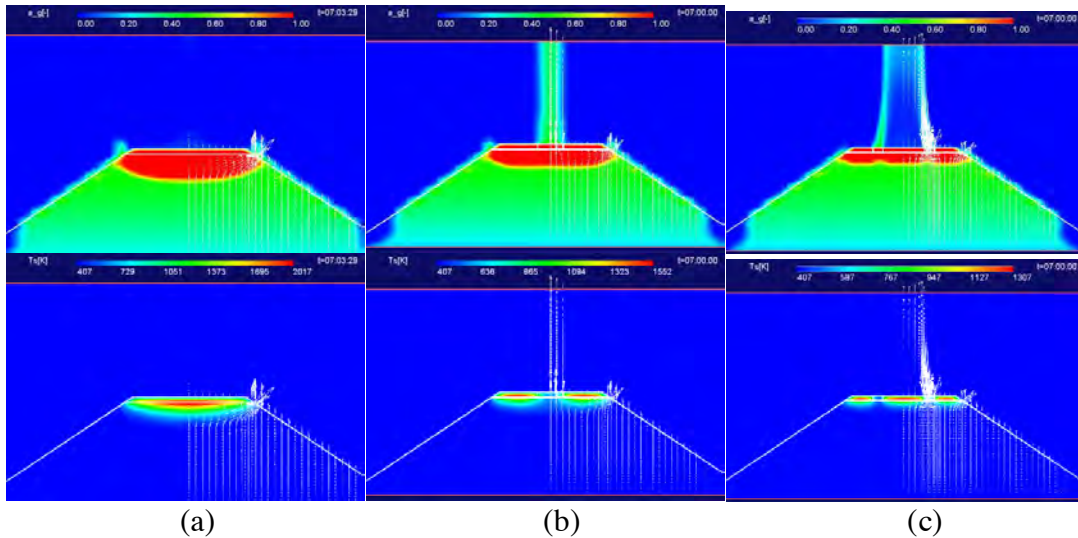 a_g[-] t=07:03:29
0.00 0.20 0.40 0.60 0.80 1.00
a_g[-] t=07:00:00
0.00 0.20 0.40 0.60 0.80 1.00
a_g[-] t=07:00:00
0.00 0.20 0.40 0.60 0.80 1.00
Ts[K] t=07:03:29
407 729 1051 1373 1695 2017
Ts[K] t=07:00:00
407 636 865 1094 1323 1552
Ts[K] t=07:00:00
407 587 767 947 1127 1307
(a) (b) (c)